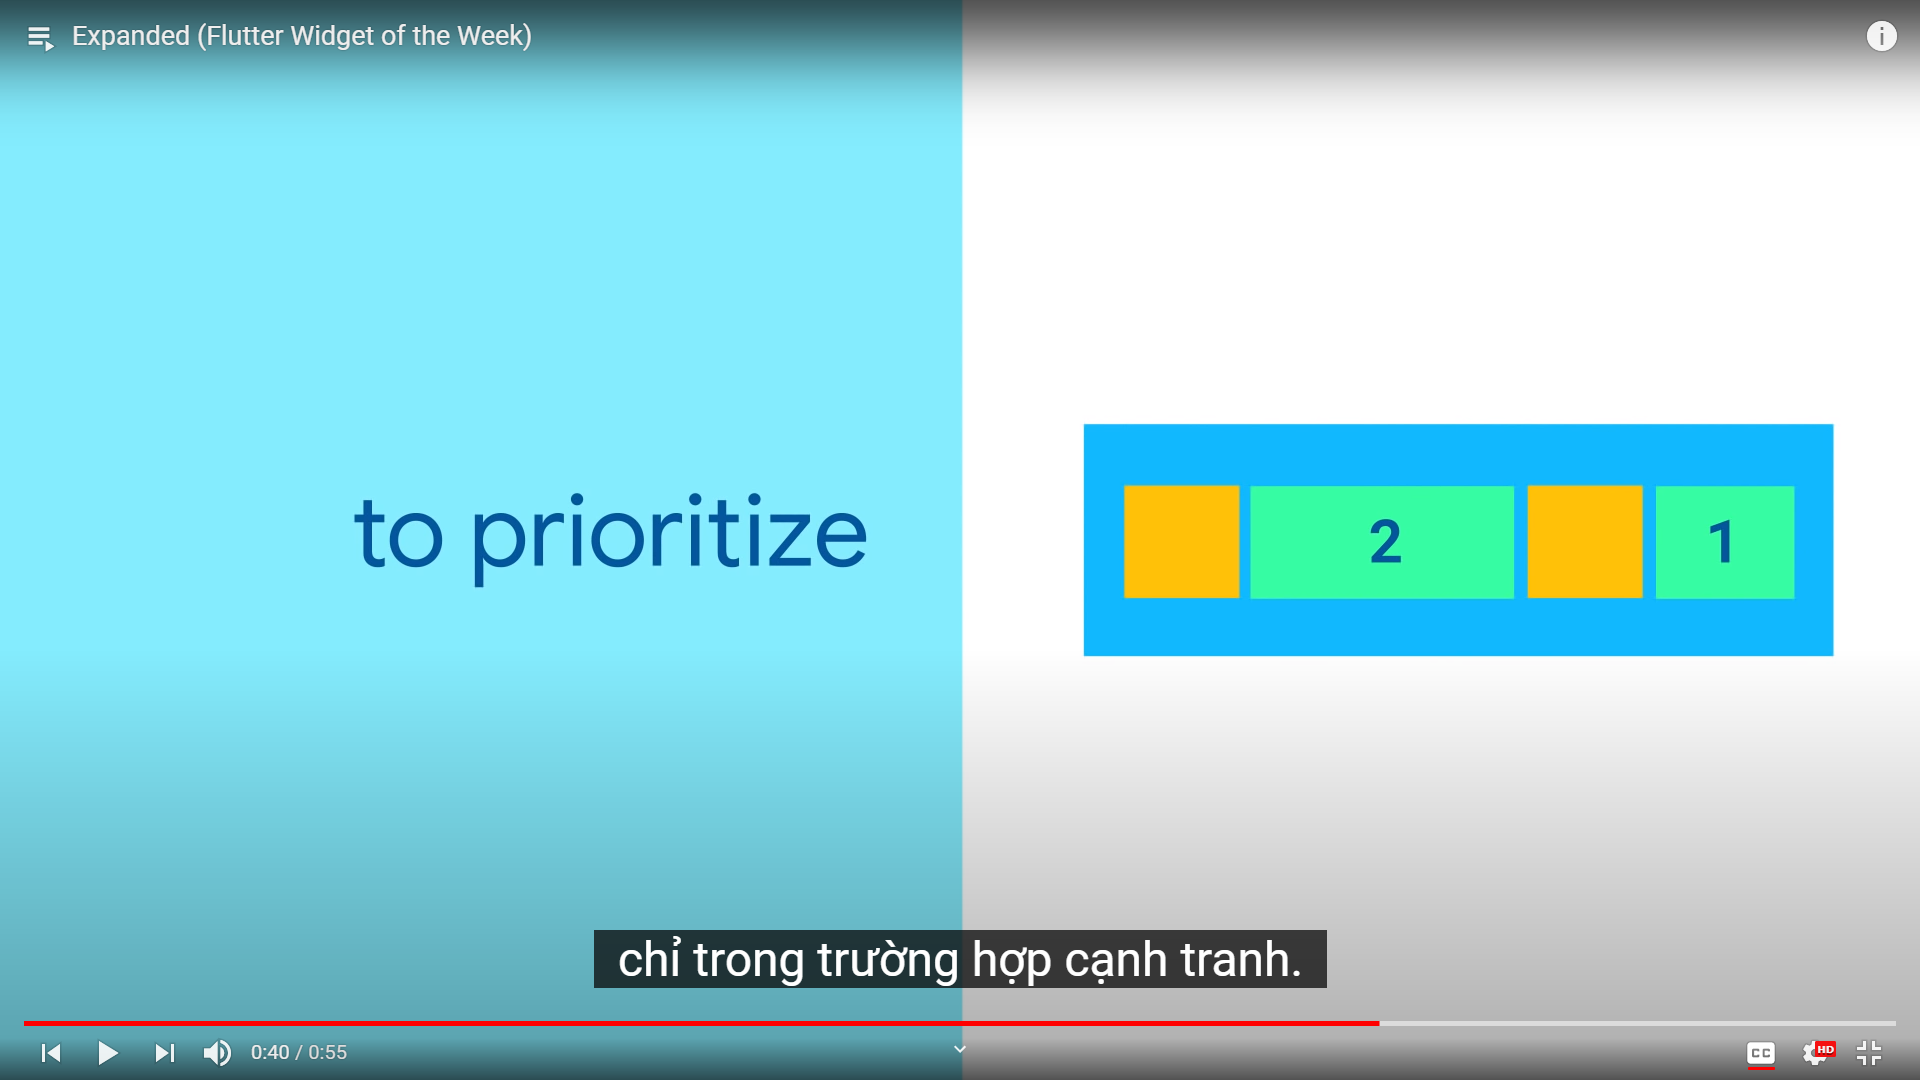 Expanded (Flutter Widget of the Week)
to prioritize
2
1
chỉ trong trường hợp cạnh tranh.
0:40 / 0:55
CC
HD